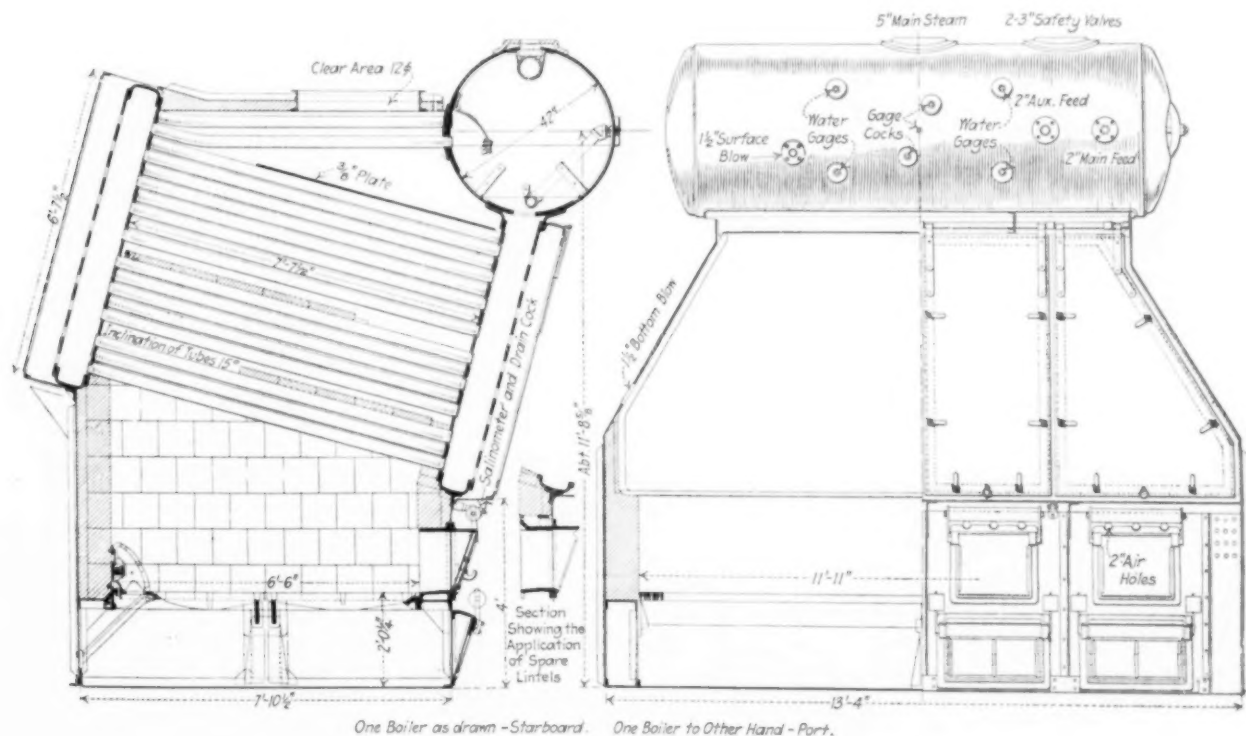 5" Main Steam
2-3" Safety Valves
Clear Area 12
42"
Water Gages
Gage Cocks
Water Gages
2" Aux. Feed
1½" Surface Blow
2" Main Feed
⅜" Plate
6'-7½"
7'-7½"
Inclination of Tubes 15°
Salinometer and Drain Cock
Abt. 11'-8⅝"
1½" Bottom Blow
6'-6"
11'-11"
2" Air Holes
4'
2'-0¼"
Section
Showing the
Application
of Spare
Lintels
7'-10½"
13'-4"
One Boiler as drawn - Starboard. One Boiler to Other Hand - Port.